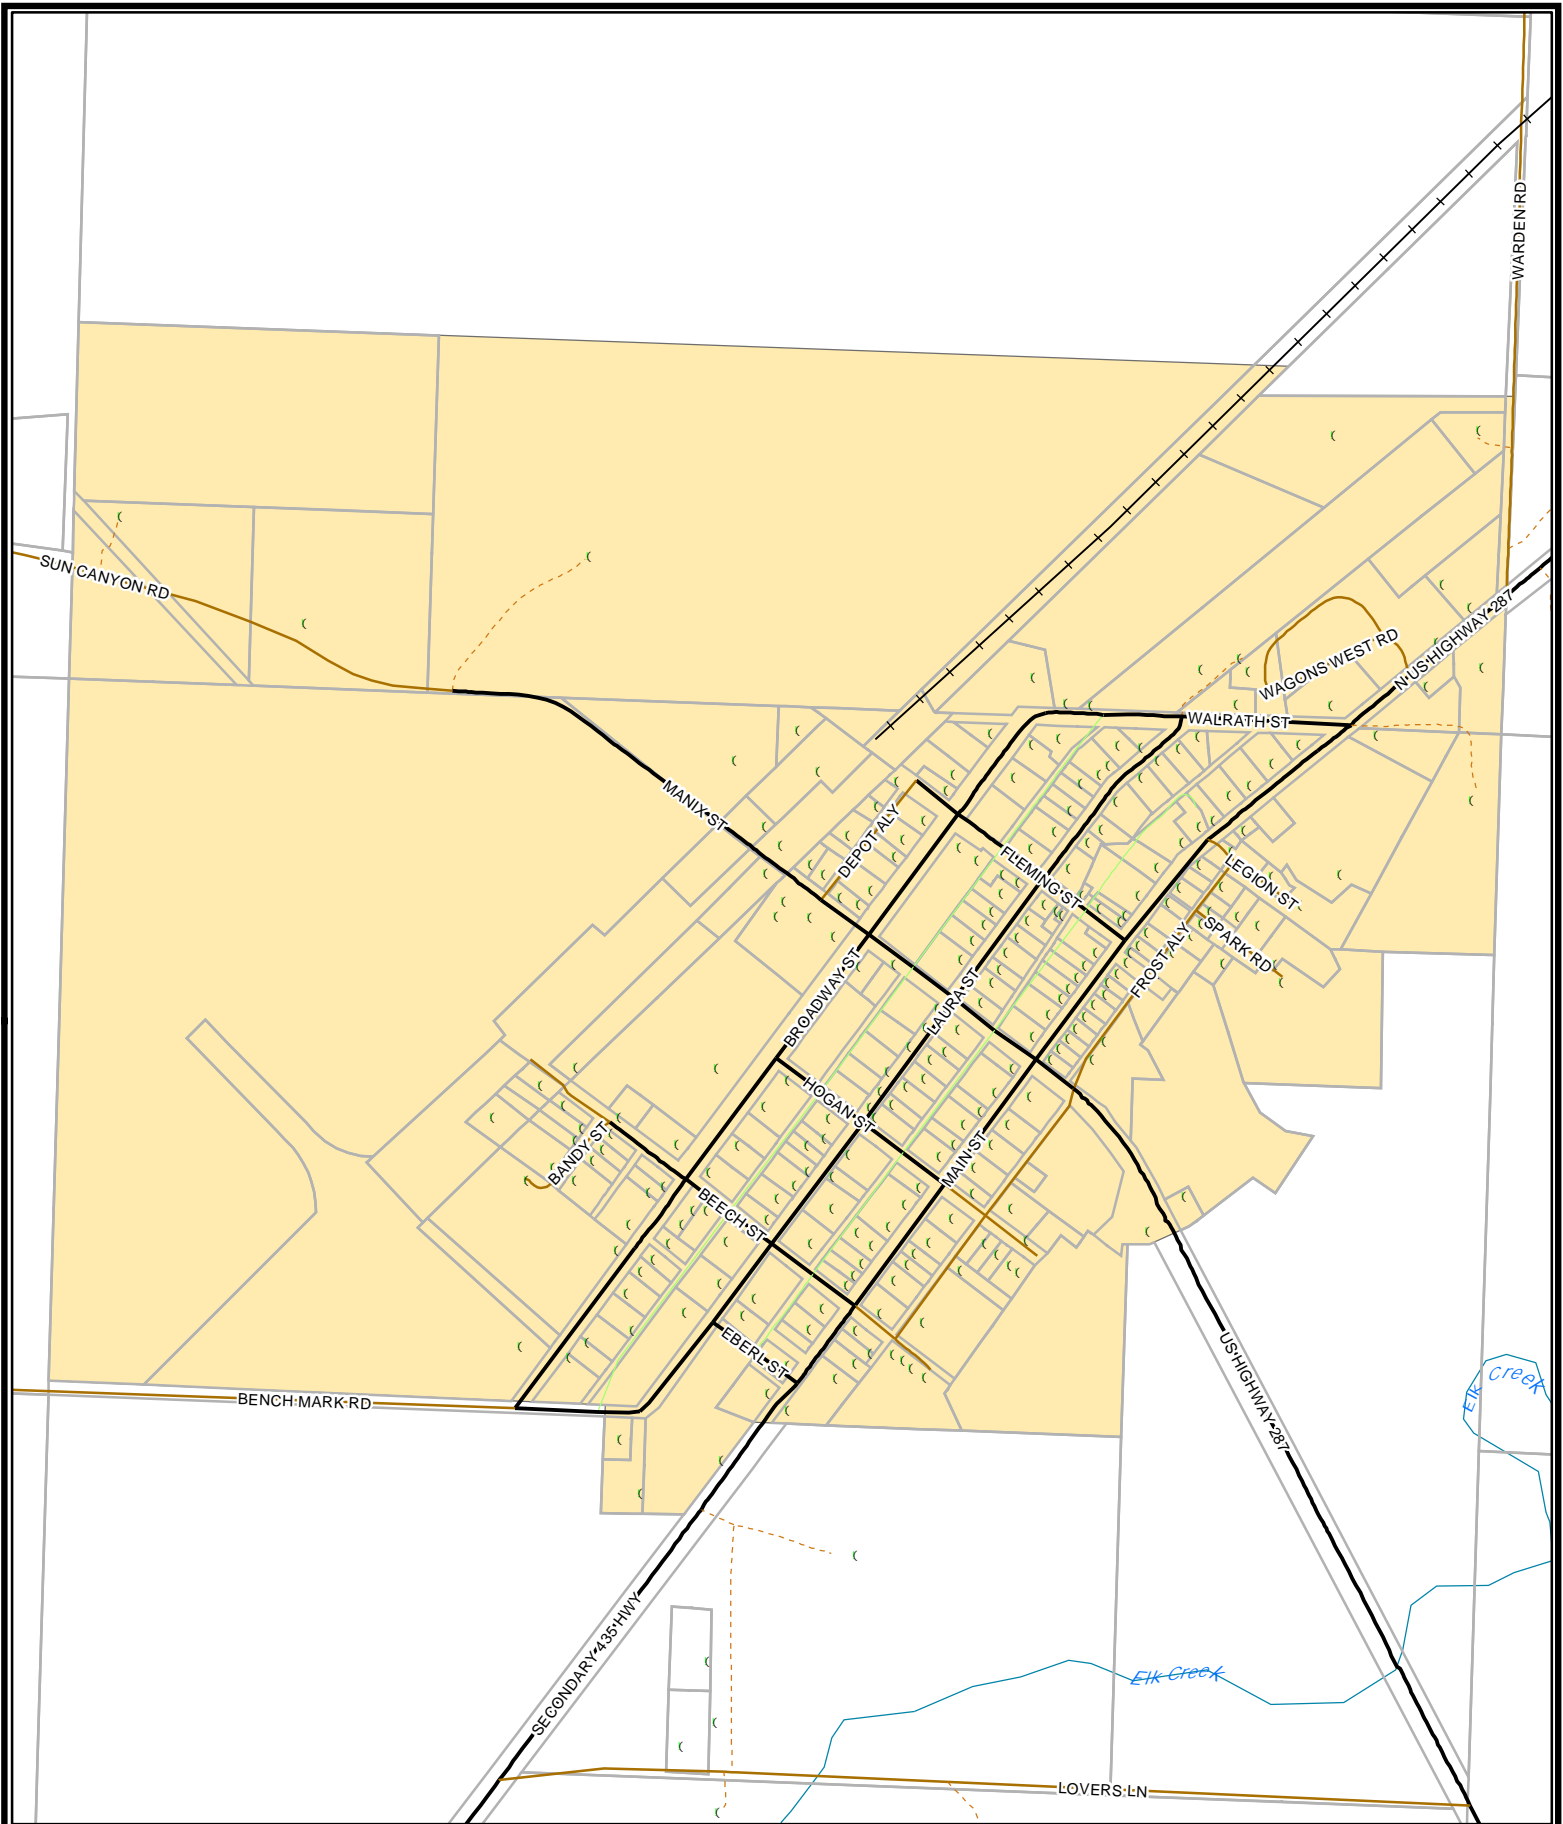 WARDEN RD
SUN CANYON RD
N US HIGHWAY 287
WAGONS WEST RD
WALRATH ST
MANIX ST
DEPOT ALY
FLEMING ST
LEGION ST
SPARK RD
FROST ALY
BROADWAY ST
LAURA ST
HOGAN ST
MAIN ST
BANDY ST
BEECH ST
EBERL ST
US HIGHWAY 287
BENCH MARK RD
Elk Creek
SECONDARY 435 HWY
Elk Creek
LOVERS LN